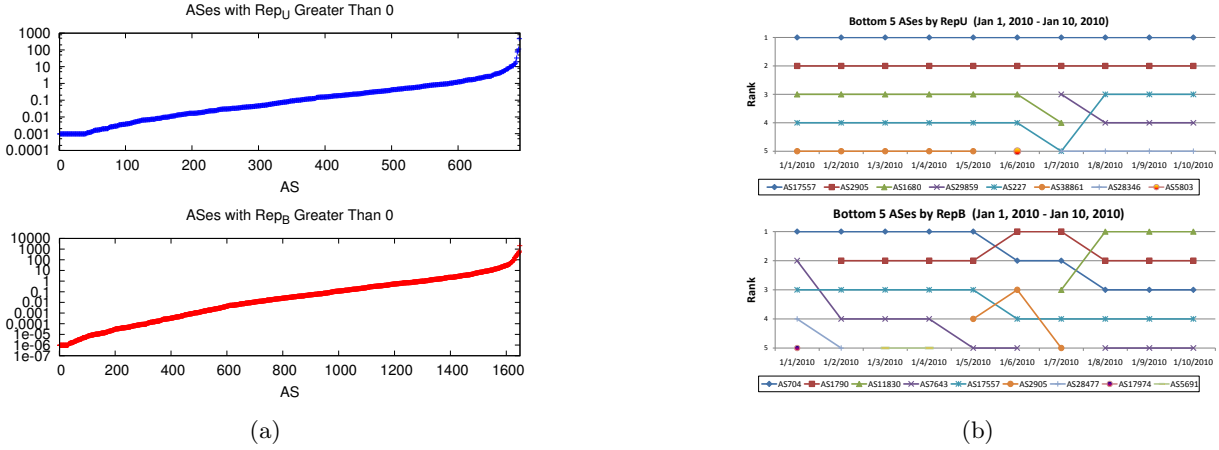 ASes with Rep_U Greater Than 0
1000
100
10
1
0.1
0.01
0.001
0.0001
0 100 200 300 400 500 600
AS
ASes with Rep_B Greater Than 0
10000
1000
100
10
1
0.1
0.01
0.001
0.0001
1e-05
1e-06
1e-07
0 200 400 600 800 1000 1200 1400 1600
AS
(a)
Bottom 5 ASes by RepU (Jan 1, 2010 - Jan 10, 2010)
Rank
1
2
3
4
5
1/1/2010 1/2/2010 1/3/2010 1/4/2010 1/5/2010 1/6/2010 1/7/2010 1/8/2010 1/9/2010 1/10/2010
AS17557 AS2905 AS1680 AS29859 AS227 AS38861 AS28346 AS5803
Bottom 5 ASes by RepB (Jan 1, 2010 - Jan 10, 2010)
Rank
1
2
3
4
5
1/1/2010 1/2/2010 1/3/2010 1/4/2010 1/5/2010 1/6/2010 1/7/2010 1/8/2010 1/9/2010 1/10/2010
AS704 AS1790 AS11830 AS7643 AS17557 AS2905 AS28477 AS17974 AS5691
(b)